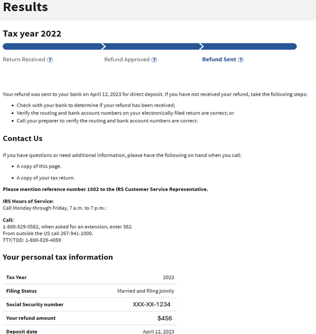 Results
Tax year 2022
Return Received ?
Refund Approved ?
Refund Sent ?
Your refund was sent to your bank on April 12, 2023 for direct deposit. If you have not received your refund, take the following steps:
• Check with your bank to determine if your refund has been received;
• Verify the routing and bank account numbers on your electronically filed return are correct; or
• Call your preparer to verify the routing and bank account numbers are correct.
Contact Us
If you have questions or need additional information, please have the following on hand when you call:
• A copy of this page.
• A copy of your tax return.
Please mention reference number 1502 to the IRS Customer Service Representative.
IRS Hours of Service:
Call Monday through Friday, 7 a.m. to 7 p.m.:
Call:
1-800-829-0582, when asked for an extension, enter 362.
From outside the US call 267-941-1000.
TTY/TDD: 1-800-829-4059
Your personal tax information
Tax Year 2022
Filing Status Married and filing jointly
Social Security number XXX-XX-1234
Your refund amount $456
Deposit date April 12, 2023